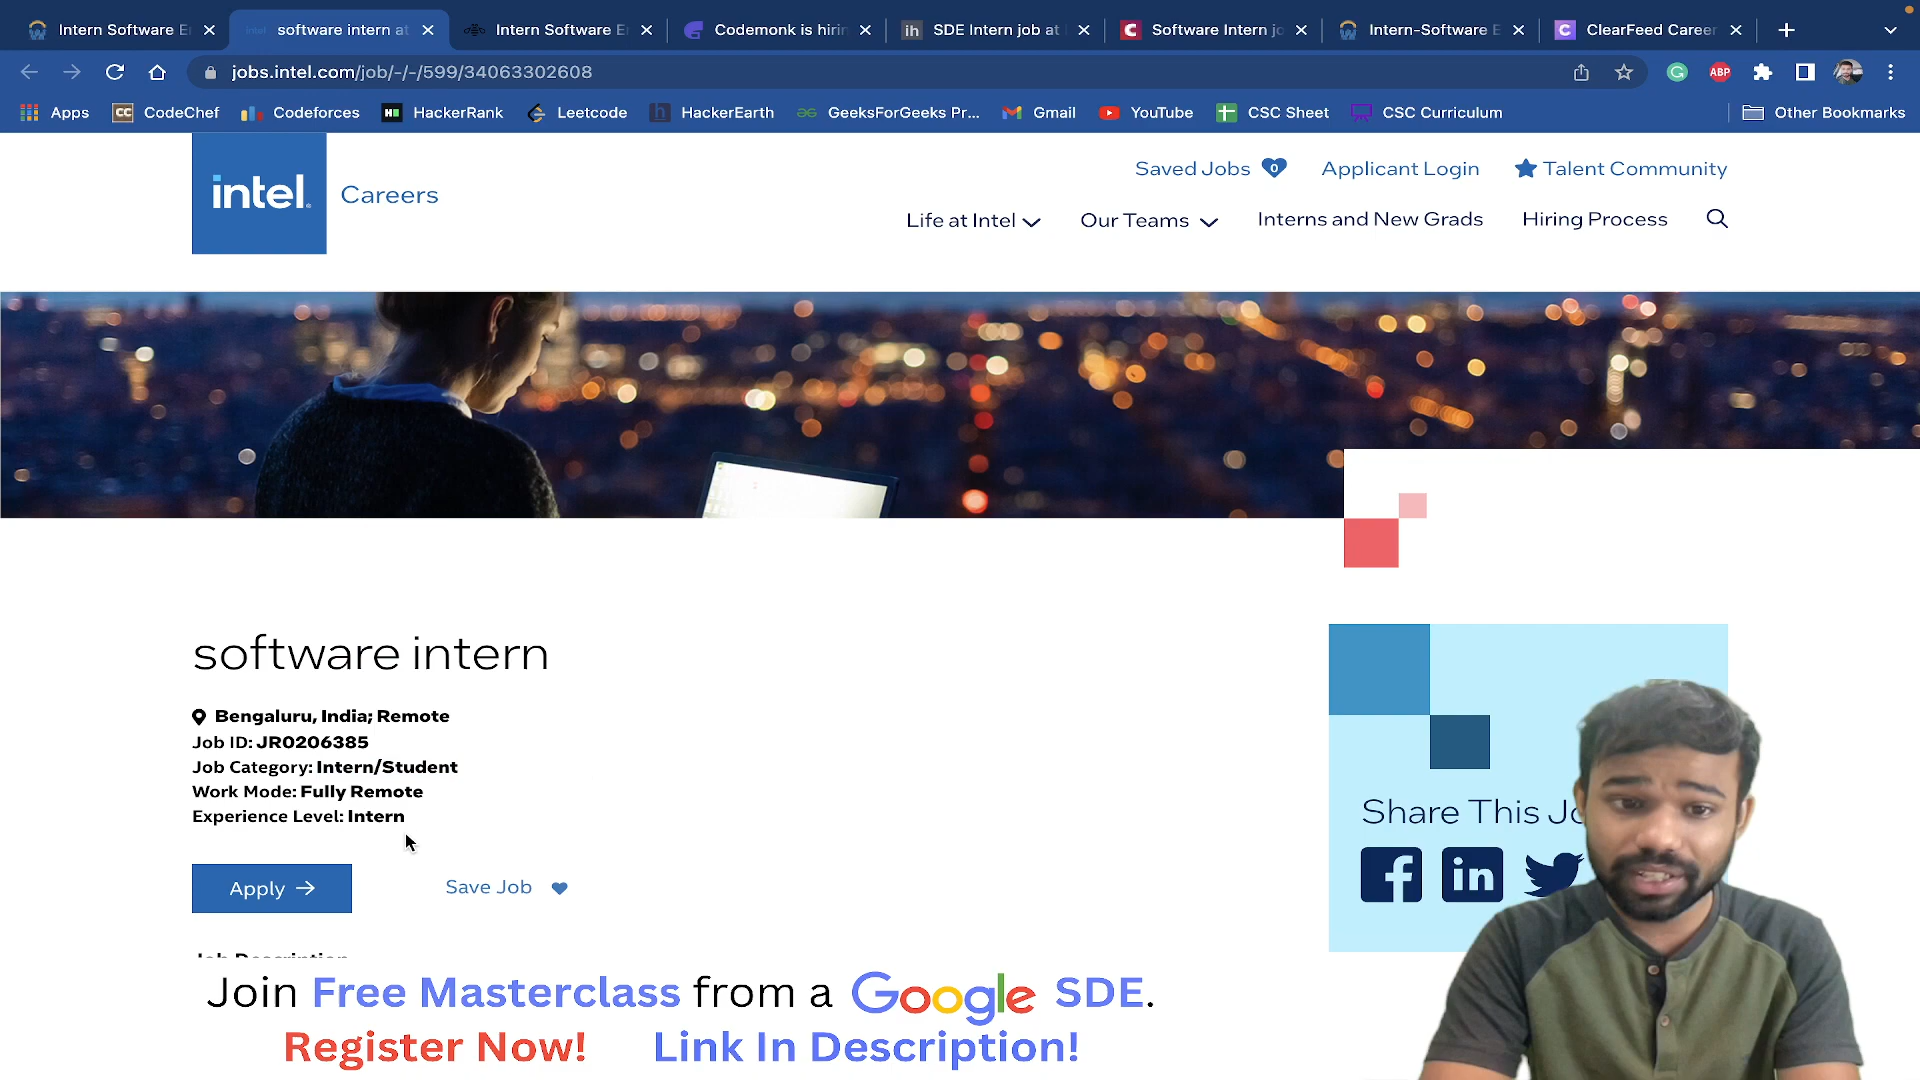 Intern Software E
software intern at
Intern Software E
Codemonk is hirin
ih
SDE Intern job at
Software Intern jo
Intern-Software E
ClearFeed Career
jobs.intel.com/job/-/-/599/34063302608
ABP
Apps
CC CodeChef
Codeforces
HackerRank
Leetcode
h HackerEarth
GeeksForGeeks Pr...
Gmail
YouTube
CSC Sheet
CSC Curriculum
Other Bookmarks
intel.
Careers
Saved Jobs 0
Applicant Login
Talent Community
Life at Intel
Our Teams
Interns and New Grads
Hiring Process
software intern
Bengaluru, India; Remote
Job ID: JR0206385
Job Category: Intern/Student
Work Mode: Fully Remote
Experience Level: Intern
Apply →
Save Job
Job Description
Share This Jo
f
in
Join Free Masterclass from a Google SDE.
Register Now! Link In Description!